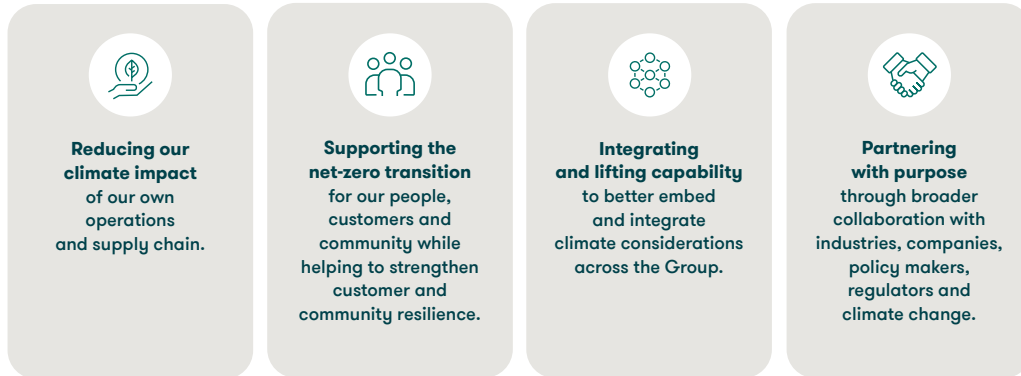 Reducing our
climate impact
of our own
operations
and supply chain.
Supporting the
net-zero transition
for our people,
customers and
community while
helping to strengthen
customer and
community resilience.
Integrating
and lifting capability
to better embed
and integrate
climate considerations
across the Group.
Partnering
with purpose
through broader
collaboration with
industries, companies,
policy makers,
regulators and
climate change.